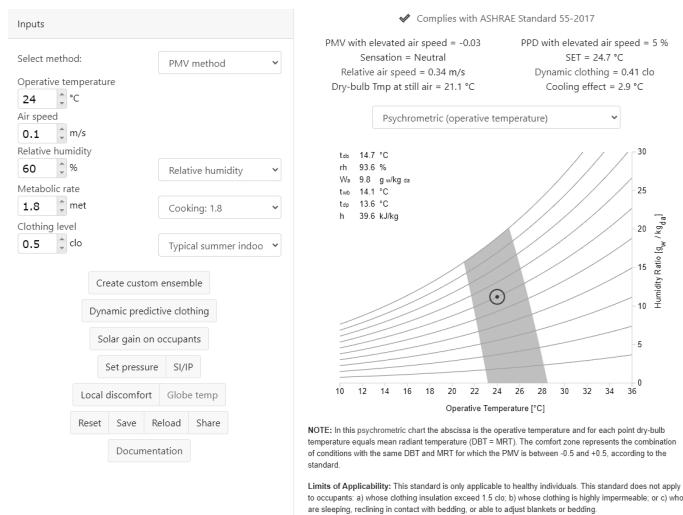 Inputs
Select method:
PMV method
Operative temperature
24 °C
Air speed
0.1 m/s
Relative humidity
60 %
Relative humidity
Metabolic rate
1.8 met
Cooking: 1.8
Clothing level
0.5 clo
Typical summer indoo
Create custom ensemble
Dynamic predictive clothing
Solar gain on occupants
Set pressure SI/IP
Local discomfort Globe temp
Reset Save Reload Share
Documentation
✔ Complies with ASHRAE Standard 55-2017
PMV with elevated air speed = -0.03
PPD with elevated air speed = 5 %
Sensation = Neutral
SET = 24.7 °C
Relative air speed = 0.34 m/s
Dynamic clothing = 0.41 clo
Dry-bulb Tmp at still air = 21.1 °C
Cooling effect = 2.9 °C
Psychrometric (operative temperature)
tdb 14.7 °C
rh 93.6 %
Wa 9.8 g w/kg da
twb 14.1 °C
tdp 13.6 °C
h 39.6 kJ/kg
30
25
20
15
10
5
0
Humidity Ratio [gw / kgda]
10 12 14 16 18 20 22 24 26 28 30 32 34 36
Operative Temperature [°C]
NOTE: In this psychrometric chart the abscissa is the operative temperature and for each point dry-bulb
temperature equals mean radiant temperature (DBT = MRT). The comfort zone represents the combination
of conditions with the same DBT and MRT for which the PMV is between -0.5 and +0.5, according to the
standard.
Limits of Applicability: This standard is only applicable to healthy individuals. This standard does not apply
to occupants: a) whose clothing insulation exceed 1.5 clo; b) whose clothing is highly impermeable; or c) who
are sleeping, reclining in contact with bedding, or able to adjust blankets or bedding.